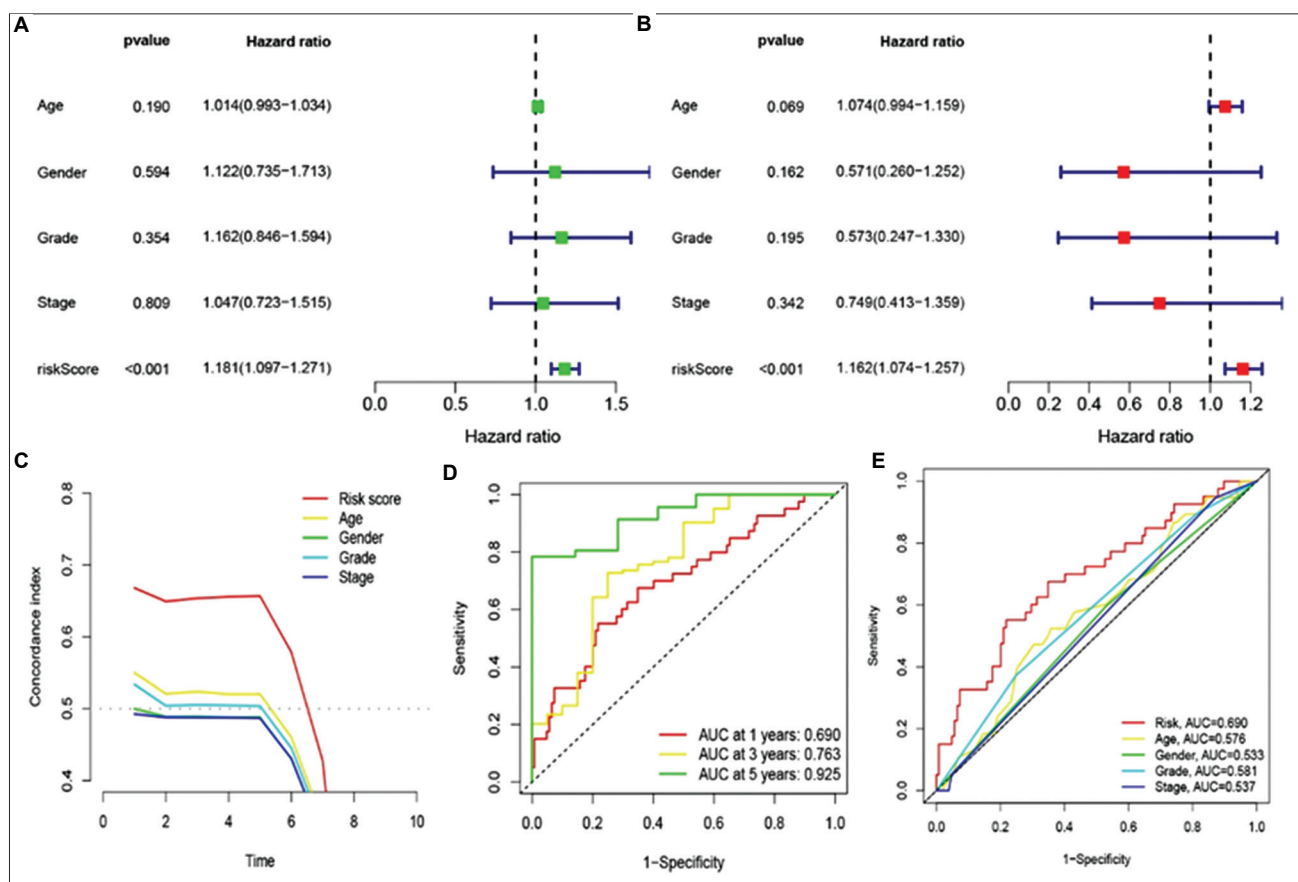 A
pvalue Hazard ratio
Age 0.190 1.014(0.993−1.034)
Gender 0.594 1.122(0.735−1.713)
Grade 0.354 1.162(0.846−1.594)
Stage 0.809 1.047(0.723−1.515)
riskScore <0.001 1.181(1.097−1.271)
0.0 0.5 1.0 1.5
Hazard ratio
B
pvalue Hazard ratio
Age 0.069 1.074(0.994−1.159)
Gender 0.162 0.571(0.260−1.252)
Grade 0.195 0.573(0.247−1.330)
Stage 0.342 0.749(0.413−1.359)
riskScore <0.001 1.162(1.074−1.257)
0.0 0.2 0.4 0.6 0.8 1.0 1.2
Hazard ratio
C
Concordance index
0.8
0.7
0.6
0.5
0.4
Risk score
Age
Gender
Grade
Stage
0 2 4 6 8 10
Time
D
Sensitivity
1.0
0.8
0.6
0.4
0.2
0.0
AUC at 1 years: 0.690
AUC at 3 years: 0.763
AUC at 5 years: 0.925
0.0 0.2 0.4 0.6 0.8 1.0
1−Specificity
E
Sensitivity
1.0
0.8
0.6
0.4
0.2
0.0
Risk, AUC=0.690
Age, AUC=0.576
Gender, AUC=0.533
Grade, AUC=0.581
Stage, AUC=0.537
0.0 0.2 0.4 0.6 0.8 1.0
1−Specificity